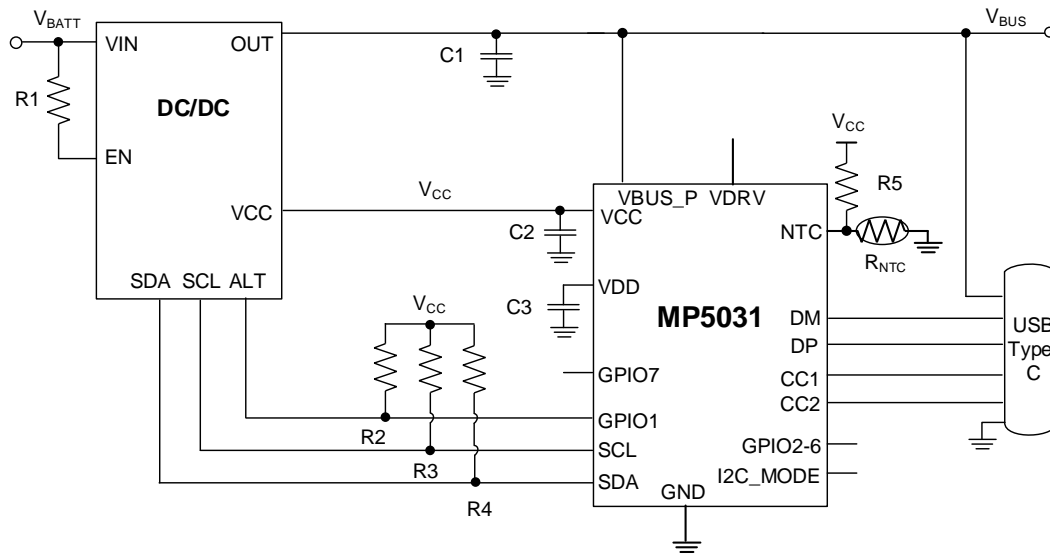 VBATT
VBUS
VIN
OUT
C1
R1
DC/DC
VCC
EN
R5
VCC
VBUS_P VDRV
VCC
VCC
NTC
C2
RNTC
SDA SCL ALT
VDD
VCC
C3
MP5031
DM
USB
Type
C
DP
GPIO7
CC1
CC2
R2
GPIO1
GPIO2-6
R3
SCL
I2C_MODE
R4
SDA
GND